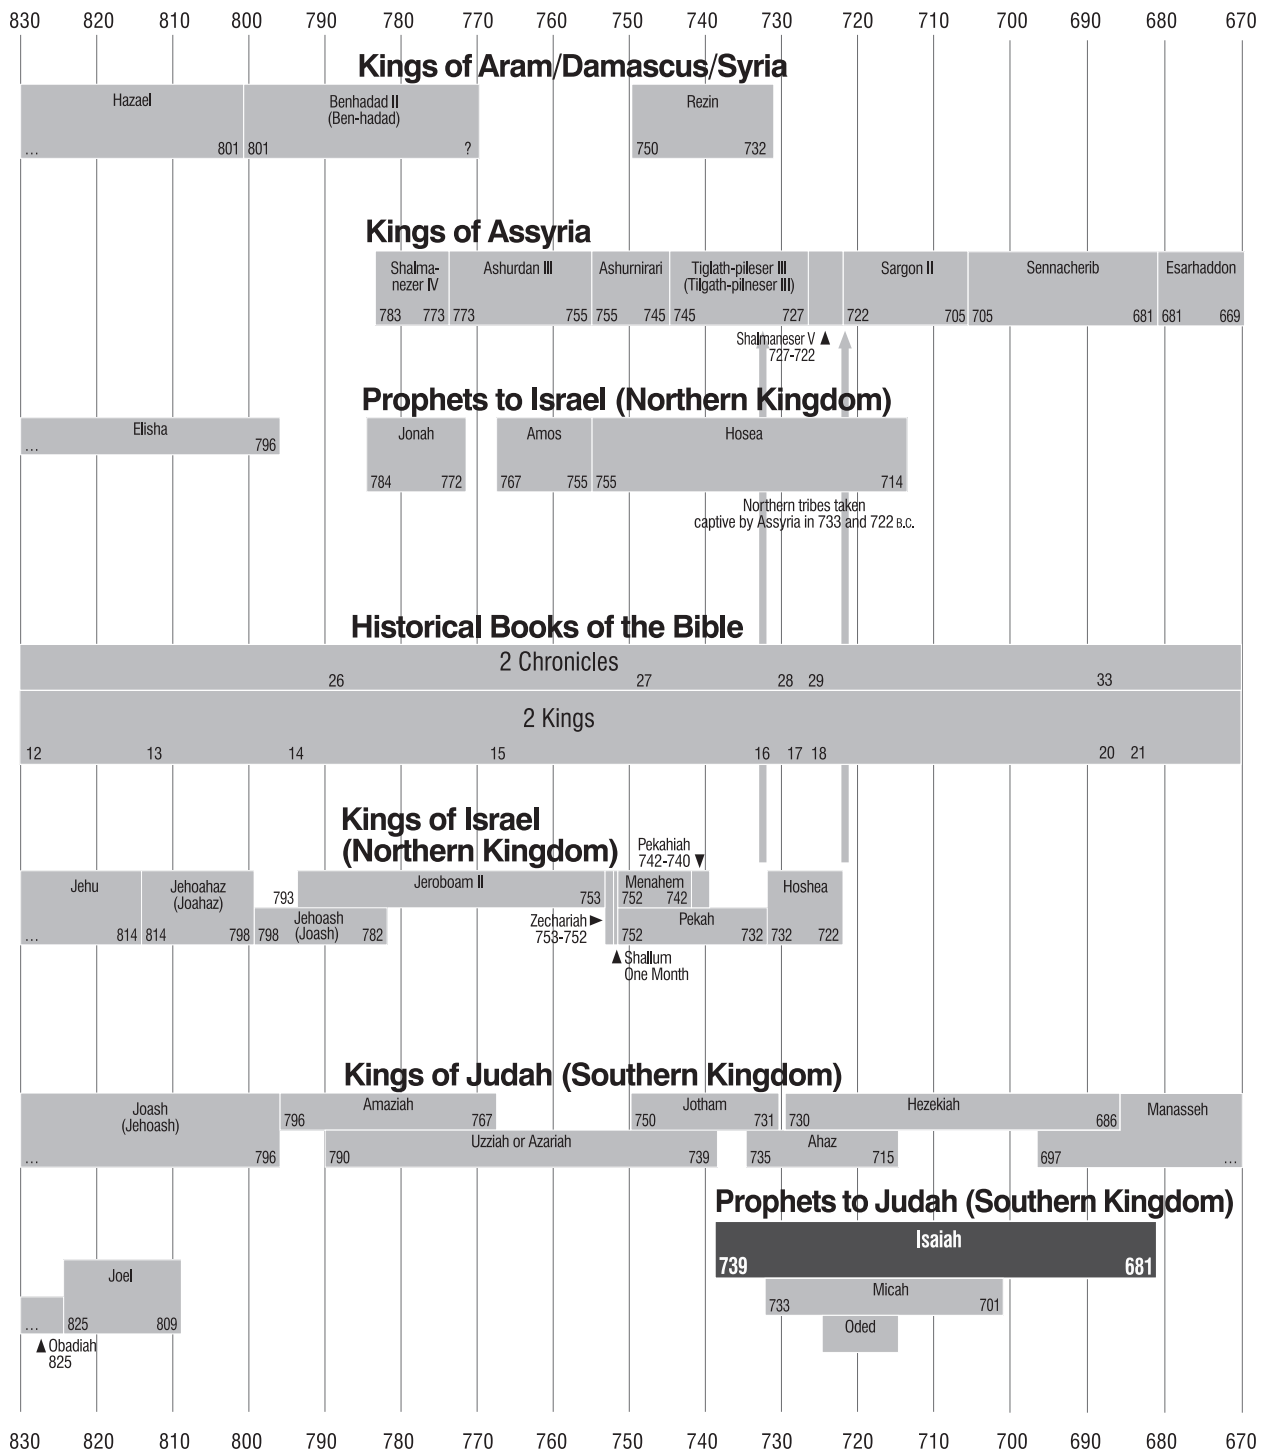 830 820 810 800 790 780 770 760 750 740 730 720 710 700 690 680 670
Kings of Aram/Damascus/Syria
Hazael
... 801
Benhadad II
(Ben-hadad)
801 ?
Rezin
750 732
Kings of Assyria
Shalma-
nezer IV
783 773
Ashurdan III
773 755
Ashurnirari
755 745
Tiglath-pileser III
(Tilgath-pilneser III)
745 727
Sargon II
722 705
Sennacherib
705 681
Esarhaddon
681 669
Shalmaneser V ▲
727-722
Prophets to Israel (Northern Kingdom)
Elisha
... 796
Jonah
784 772
Amos
767 755
Hosea
755 714
Northern tribes taken
captive by Assyria in 733 and 722 B.C.
Historical Books of the Bible
2 Chronicles
26 27 28 29 33
2 Kings
12 13 14 15 16 17 18 20 21
Kings of Israel
(Northern Kingdom)
Pekahiah
742-740 ▼
Jehu
... 814
Jehoahaz
(Joahaz)
814 798
793
Jeroboam II
753
Jehoash
(Joash)
798 782
Zechariah ►
753-752
Menahem
752 742
Pekah
752 732
Hoshea
732 722
▲ Shallum
One Month
Kings of Judah (Southern Kingdom)
Joash
(Jehoash)
... 796
Amaziah
796 767
Uzziah or Azariah
790 739
Jotham
750 731
Ahaz
735 715
Hezekiah
730 686
Manasseh
697 ...
Prophets to Judah (Southern Kingdom)
Isaiah
739 681
Joel
825 809
...
▲ Obadiah
825
Micah
733 701
Oded
830 820 810 800 790 780 770 760 750 740 730 720 710 700 690 680 670